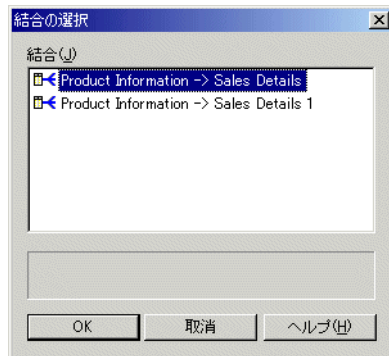 結合の選択
結合(J)
Product Information -> Sales Details
Product Information -> Sales Details 1
OK
取消
ヘルプ(H)